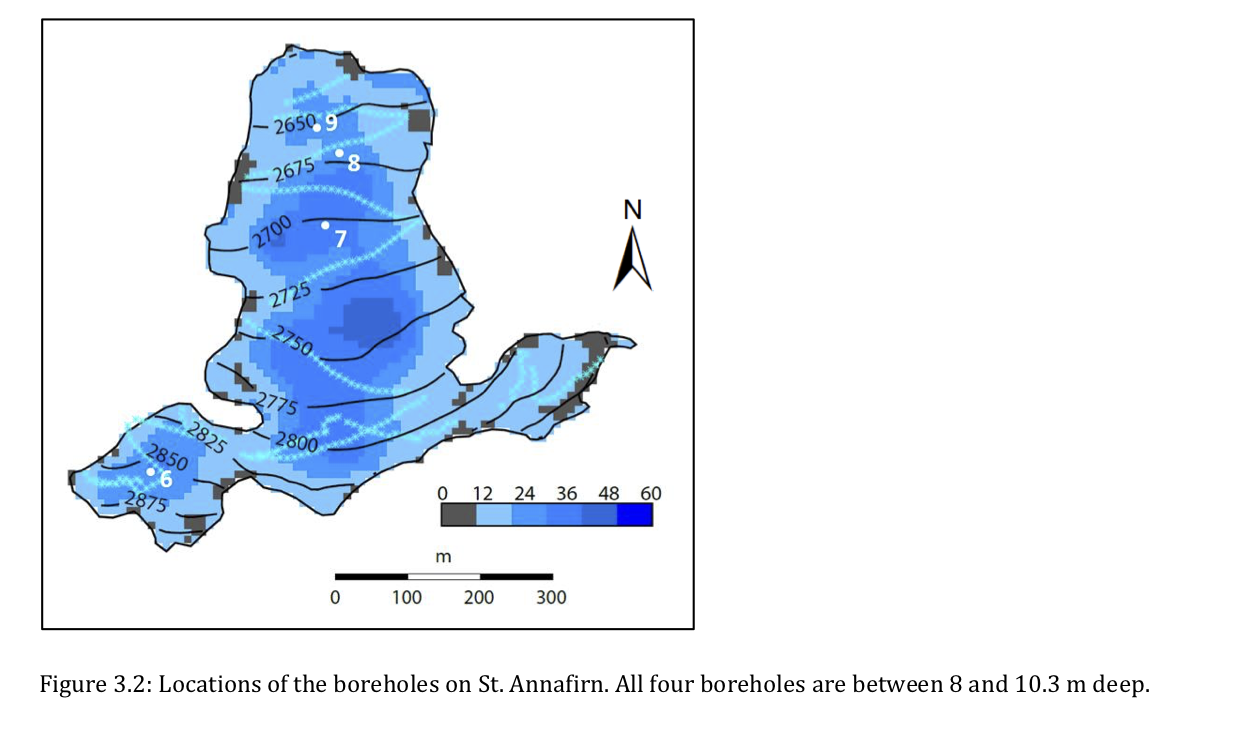 2650 9
8
2675
N
2700
7
2725
2750
2775
2800
2825
2850
6
2875
0 12 24 36 48 60
m
0 100 200 300
Figure 3.2: Locations of the boreholes on St. Annafirn. All four boreholes are between 8 and 10.3 m deep.